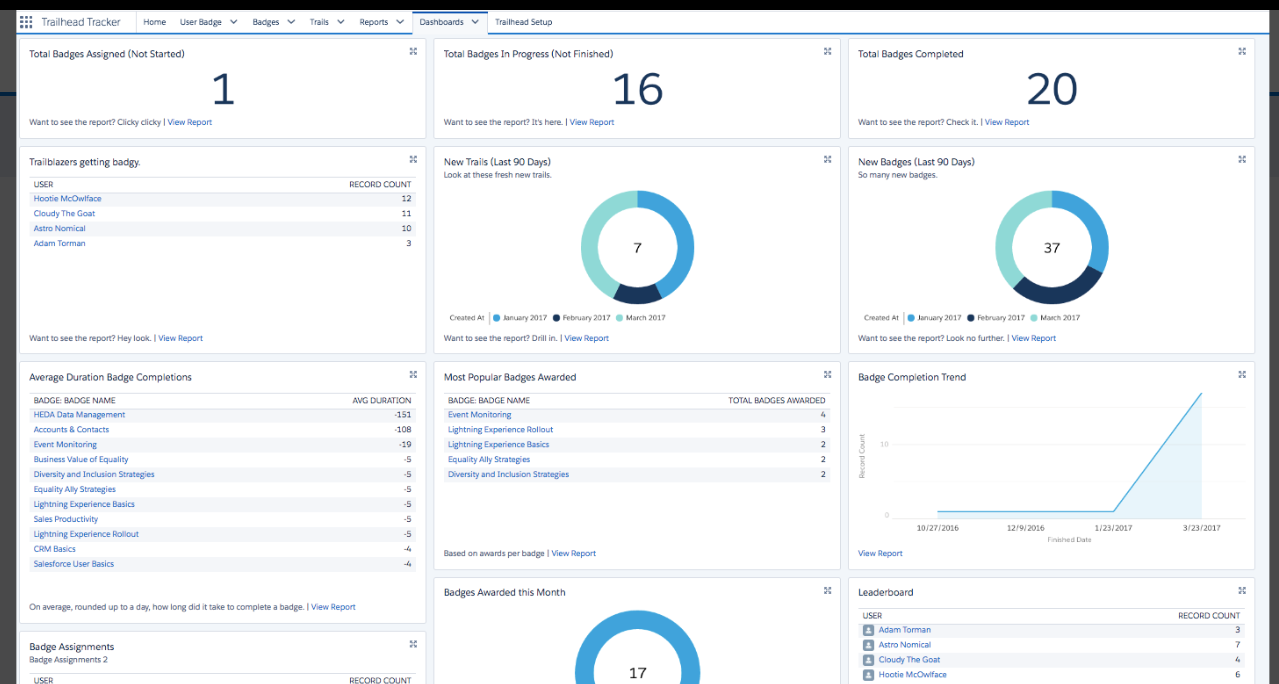 Trailhead Tracker Home User Badge Badges Trails Reports Dashboards Trailhead Setup
Total Badges Assigned (Not Started)
1
Want to see the report? Clicky clicky | View Report
Total Badges In Progress (Not Finished)
16
Want to see the report? It's here. | View Report
Total Badges Completed
20
Want to see the report? Check it. | View Report
Trailblazers getting badgy.
USER RECORD COUNT
Hootie McOwlface 12
Cloudy The Goat 11
Astro Nomical 10
Adam Torman 3
Want to see the report? Hey look. | View Report
New Trails (Last 90 Days)
Look at these fresh new trails.
7
Created At January 2017 February 2017 March 2017
Want to see the report? Drill in. | View Report
New Badges (Last 90 Days)
So many new badges.
37
Created At January 2017 February 2017 March 2017
Want to see the report? Look no further. | View Report
Average Duration Badge Completions
BADGE: BADGE NAME AVG DURATION
HEDA Data Management -151
Accounts & Contacts -108
Event Monitoring -19
Business Value of Equality -5
Diversity and Inclusion Strategies -5
Equality Ally Strategies -5
Lightning Experience Basics -5
Sales Productivity -5
Lightning Experience Rollout -5
CRM Basics -4
Salesforce User Basics -4
On average, rounded up to a day, how long did it take to complete a badge. | View Report
Most Popular Badges Awarded
BADGE: BADGE NAME TOTAL BADGES AWARDED
Event Monitoring 4
Lightning Experience Rollout 3
Lightning Experience Basics 2
Equality Ally Strategies 2
Diversity and Inclusion Strategies 2
Based on awards per badge | View Report
Badge Completion Trend
Record Count
10
0
10/27/2016 12/9/2016 1/23/2017 3/23/2017
Finished Date
View Report
Badge Assignments
Badge Assignments 2
USER RECORD COUNT
Badges Awarded this Month
17
Leaderboard
USER RECORD COUNT
Adam Torman 3
Astro Nomical 7
Cloudy The Goat 4
Hootie McOwlface 6